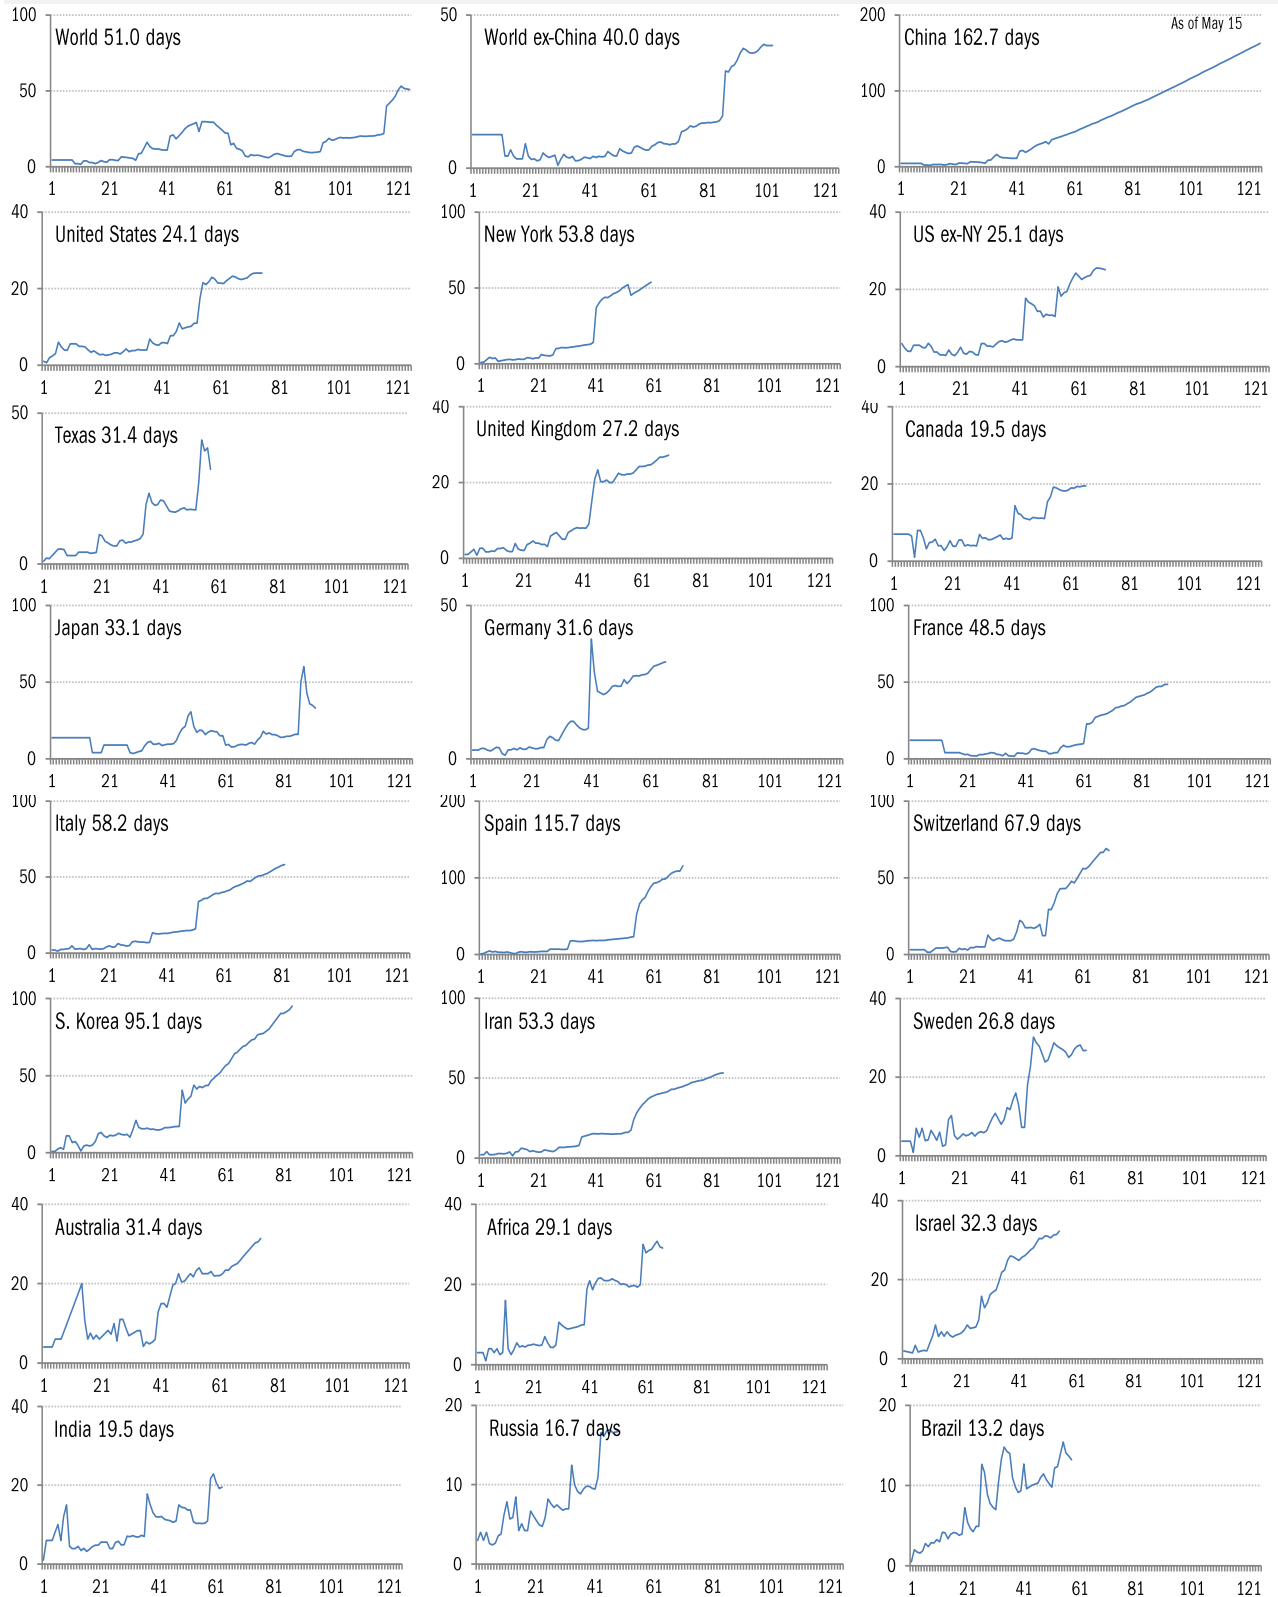 100 50 0 World 51.0 days 1 21 41 61 81 101 121
50 0 World ex-China 40.0 days 1 21 41 61 81 101 121
200 100 0 China 162.7 days As of May 15 1 21 41 61 81 101 121
40 20 0 United States 24.1 days 1 21 41 61 81 101 121
100 50 0 New York 53.8 days 1 21 41 61 81 101 121
40 20 0 US ex-NY 25.1 days 1 21 41 61 81 101 121
50 0 Texas 31.4 days 1 21 41 61 81 101 121
40 20 0 United Kingdom 27.2 days 1 21 41 61 81 101 121
40 20 0 Canada 19.5 days 1 21 41 61 81 101 121
100 50 0 Japan 33.1 days 1 21 41 61 81 101 121
50 0 Germany 31.6 days 1 21 41 61 81 101 121
100 50 0 France 48.5 days 1 21 41 61 81 101 121
100 50 0 Italy 58.2 days 1 21 41 61 81 101 121
200 100 0 Spain 115.7 days 1 21 41 61 81 101 121
100 50 0 Switzerland 67.9 days 1 21 41 61 81 101 121
100 50 0 S. Korea 95.1 days 1 21 41 61 81 101 121
100 50 0 Iran 53.3 days 1 21 41 61 81 101 121
40 20 0 Sweden 26.8 days 1 21 41 61 81 101 121
40 20 0 Australia 31.4 days 1 21 41 61 81 101 121
40 20 0 Africa 29.1 days 1 21 41 61 81 101 121
40 20 0 Israel 32.3 days 1 21 41 61 81 101 121
40 20 0 India 19.5 days 1 21 41 61 81 101 121
20 10 0 Russia 16.7 days 1 21 41 61 81 101 121
20 10 0 Brazil 13.2 days 1 21 41 61 81 101 121